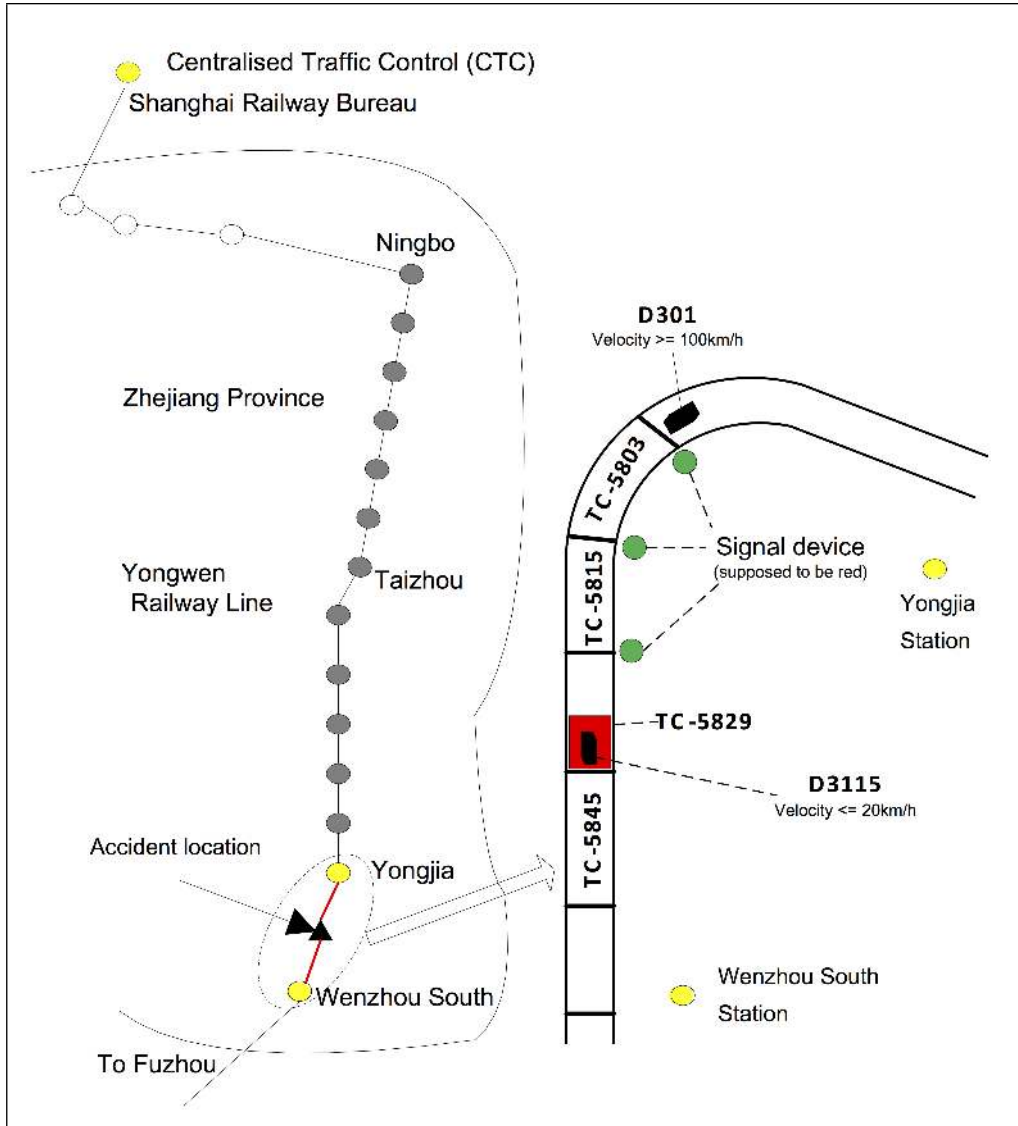 Centralised Traffic Control (CTC)
Shanghai Railway Bureau
Ningbo
Zhejiang Province
Yongwen
Railway Line
Taizhou
Accident location
Yongjia
Wenzhou South
To Fuzhou
D301
Velocity >= 100km/h
TC-5803
TC-5815
Signal device
(supposed to be red)
Yongjia
Station
TC-5829
D3115
Velocity <= 20km/h
TC-5845
Wenzhou South
Station